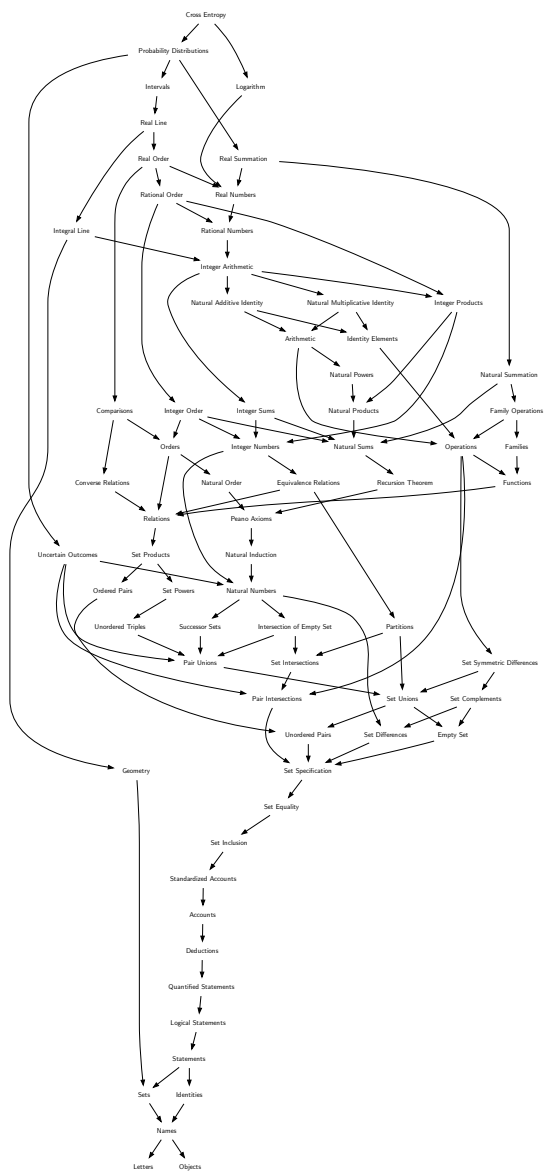 Cross Entropy
Probability Distributions
Intervals
Logarithm
Real Line
Real Order
Real Summation
Rational Order
Real Numbers
Integral Line
Rational Numbers
Integer Arithmetic
Natural Additive Identity
Natural Multiplicative Identity
Integer Products
Arithmetic
Identity Elements
Natural Powers
Natural Summation
Comparisons
Integer Order
Integer Sums
Natural Products
Family Operations
Orders
Integer Numbers
Natural Sums
Operations
Families
Converse Relations
Natural Order
Equivalence Relations
Recursion Theorem
Functions
Relations
Peano Axioms
Uncertain Outcomes
Set Products
Natural Induction
Ordered Pairs
Set Powers
Natural Numbers
Unordered Triples
Successor Sets
Intersection of Empty Set
Partitions
Pair Unions
Set Intersections
Set Symmetric Differences
Pair Intersections
Set Unions
Set Complements
Unordered Pairs
Set Differences
Empty Set
Geometry
Set Specification
Set Equality
Set Inclusion
Standardized Accounts
Accounts
Deductions
Quantified Statements
Logical Statements
Statements
Sets
Identities
Names
Letters
Objects